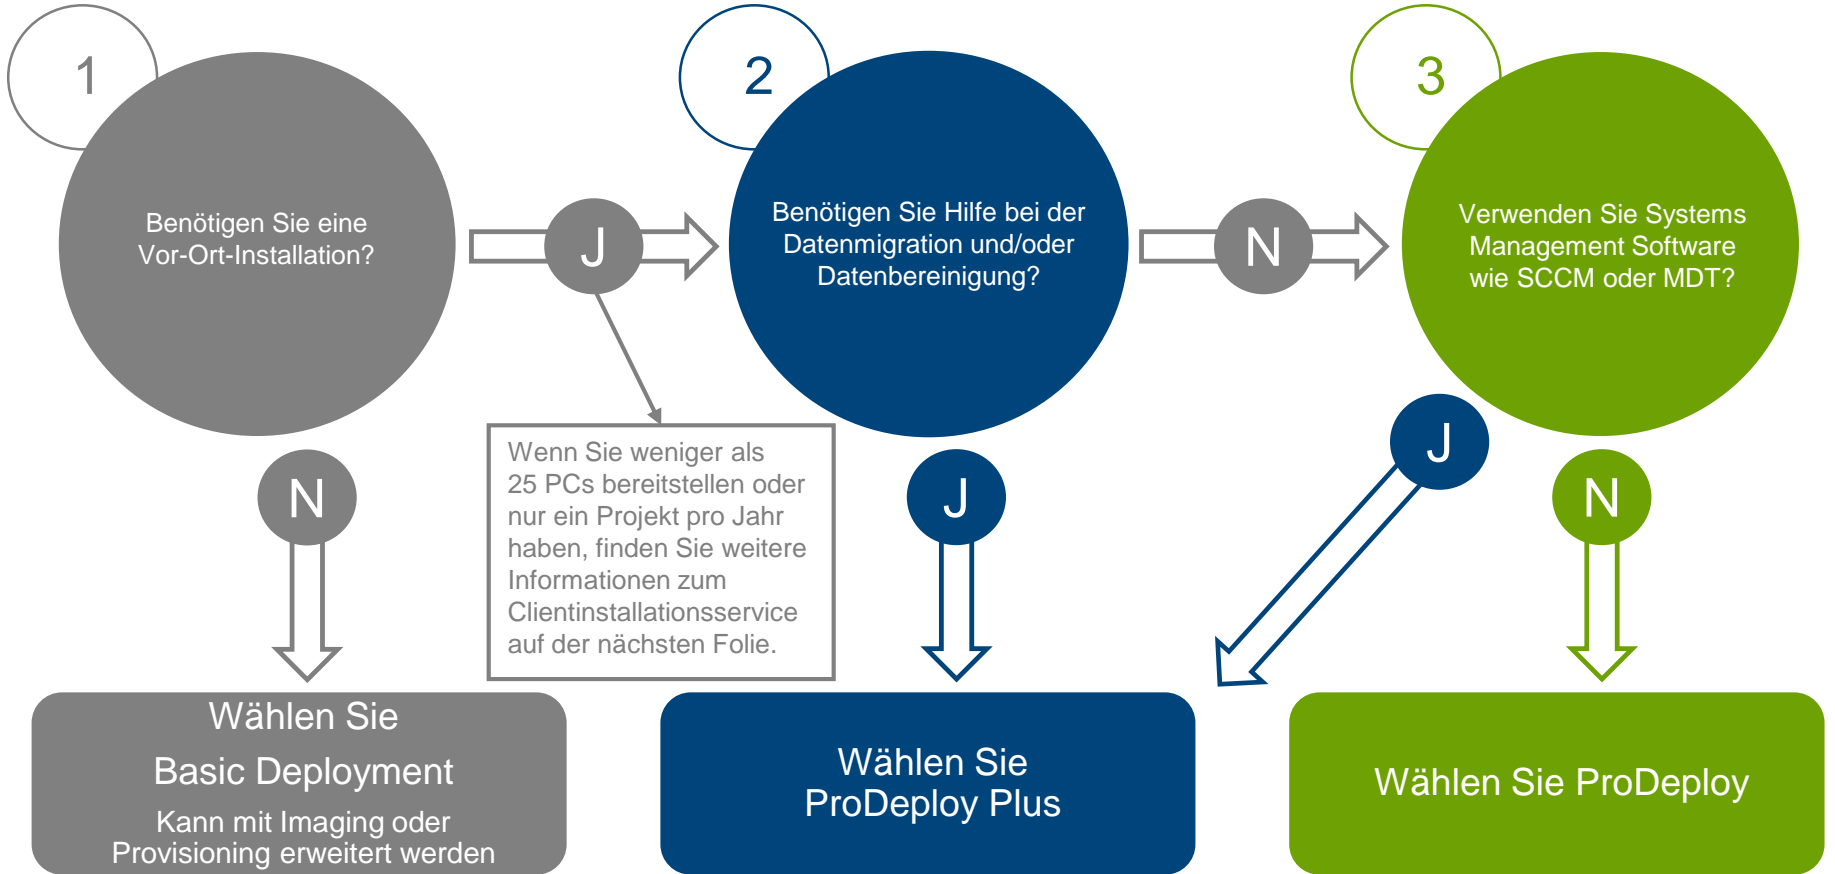 1
Benötigen Sie eine
Vor-Ort-Installation?
J
2
Benötigen Sie Hilfe bei der
Datenmigration und/oder
Datenbereinigung?
N
3
Verwenden Sie Systems
Management Software
wie SCCM oder MDT?
N
Wenn Sie weniger als
25 PCs bereitstellen oder
nur ein Projekt pro Jahr
haben, finden Sie weitere
Informationen zum
Clientinstallationsservice
auf der nächsten Folie.
J
J
N
Wählen Sie
Basic Deployment
Kann mit Imaging oder
Provisioning erweitert werden
Wählen Sie
ProDeploy Plus
Wählen Sie ProDeploy